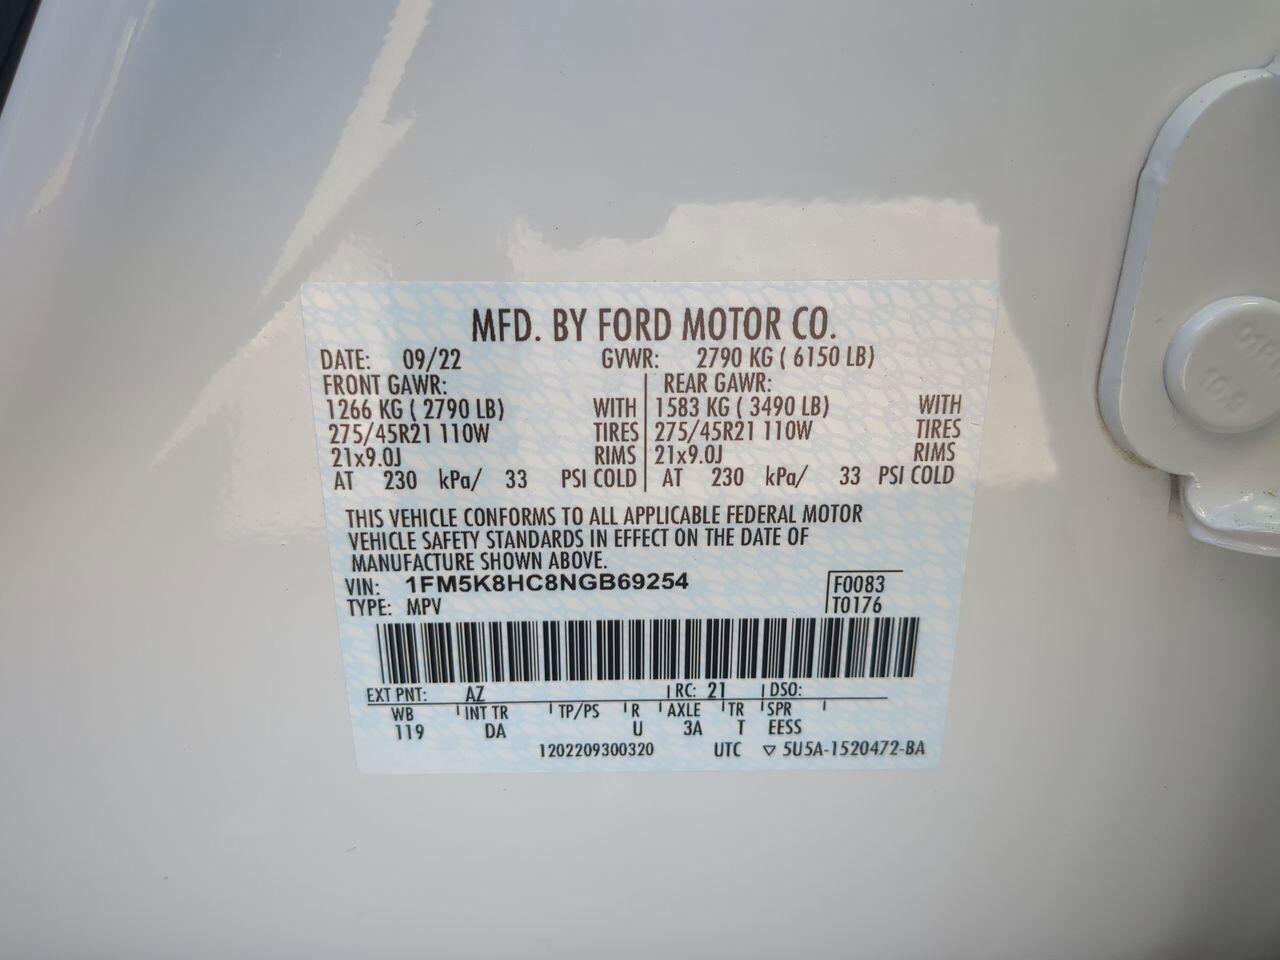 MFD. BY FORD MOTOR CO.
DATE: 09/22 GVWR: 2790 KG ( 6150 LB)
FRONT GAWR: REAR GAWR:
1266 KG ( 2790 LB) WITH 1583 KG ( 3490 LB) WITH
275/45R21 110W TIRES 275/45R21 110W TIRES
21x9.0J RIMS 21x9.0J RIMS
AT 230 kPa/ 33 PSI COLD AT 230 kPa/ 33 PSI COLD
THIS VEHICLE CONFORMS TO ALL APPLICABLE FEDERAL MOTOR
VEHICLE SAFETY STANDARDS IN EFFECT ON THE DATE OF
MANUFACTURE SHOWN ABOVE.
VIN: 1FM5K8HC8NGB69254 F0083
TYPE: MPV T0176
EXT PNT: AZ RC: 21 DSO:
WB INT TR TP/PS R AXLE TR SPR
119 DA U 3A T EESS
1202209300320 UTC ▽ 5U5A-1520472-BA
10.9